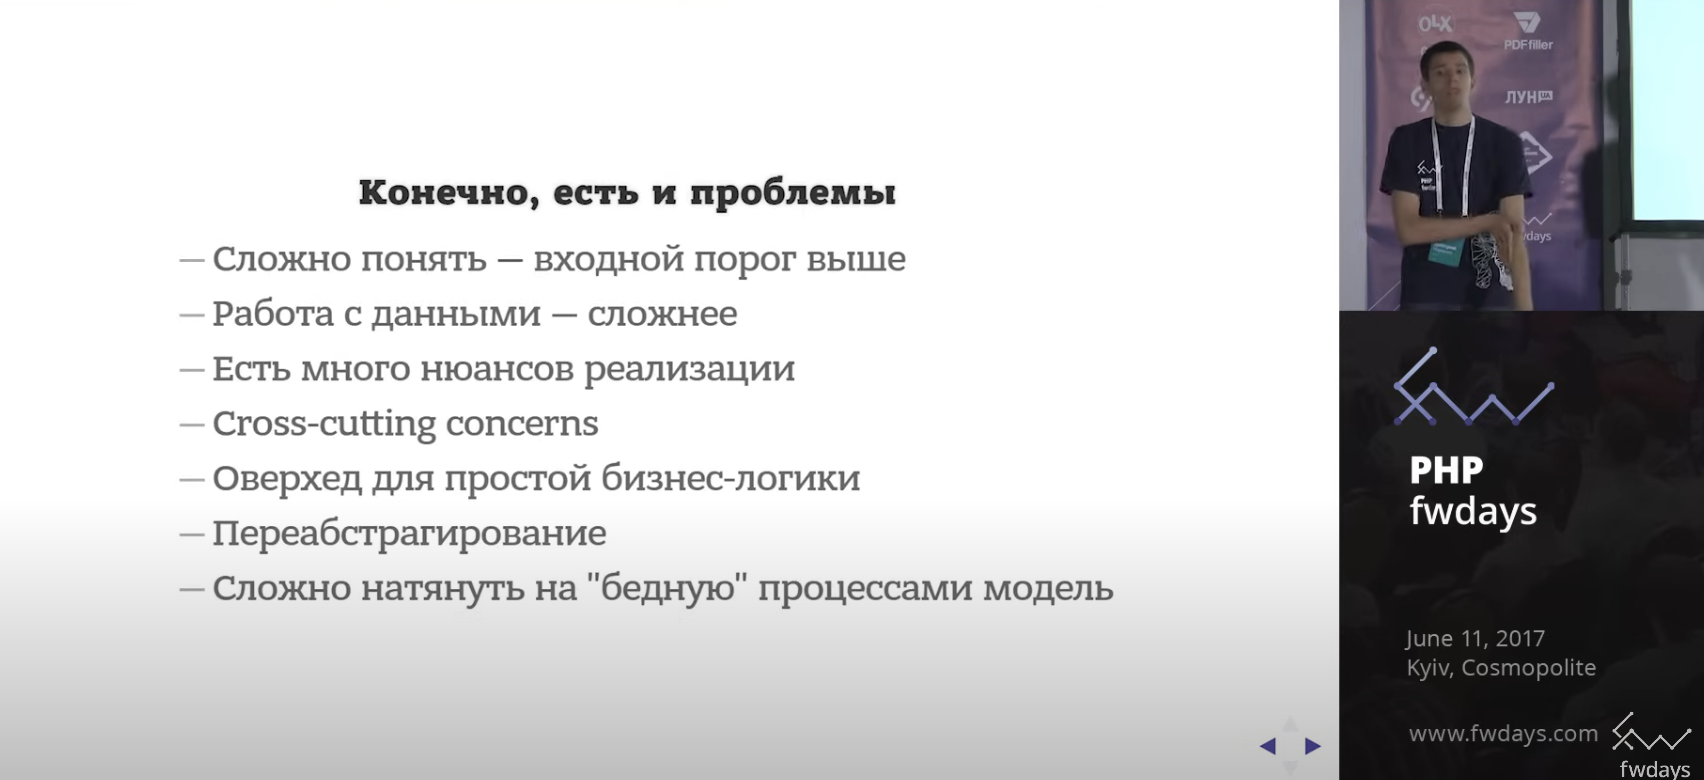 Конечно, есть и проблемы
— Сложно понять — входной порог выше
— Работа с данными — сложнее
— Есть много нюансов реализации
— Cross-cutting concerns
— Оверхед для простой бизнес-логики
— Переабстрагирование
— Сложно натянуть на "бедную" процессами модель
OLX
PDFfiller
ЛУН UA
PHP
fwdays
June 11, 2017
Kyiv, Cosmopolite
www.fwdays.com
fwdays